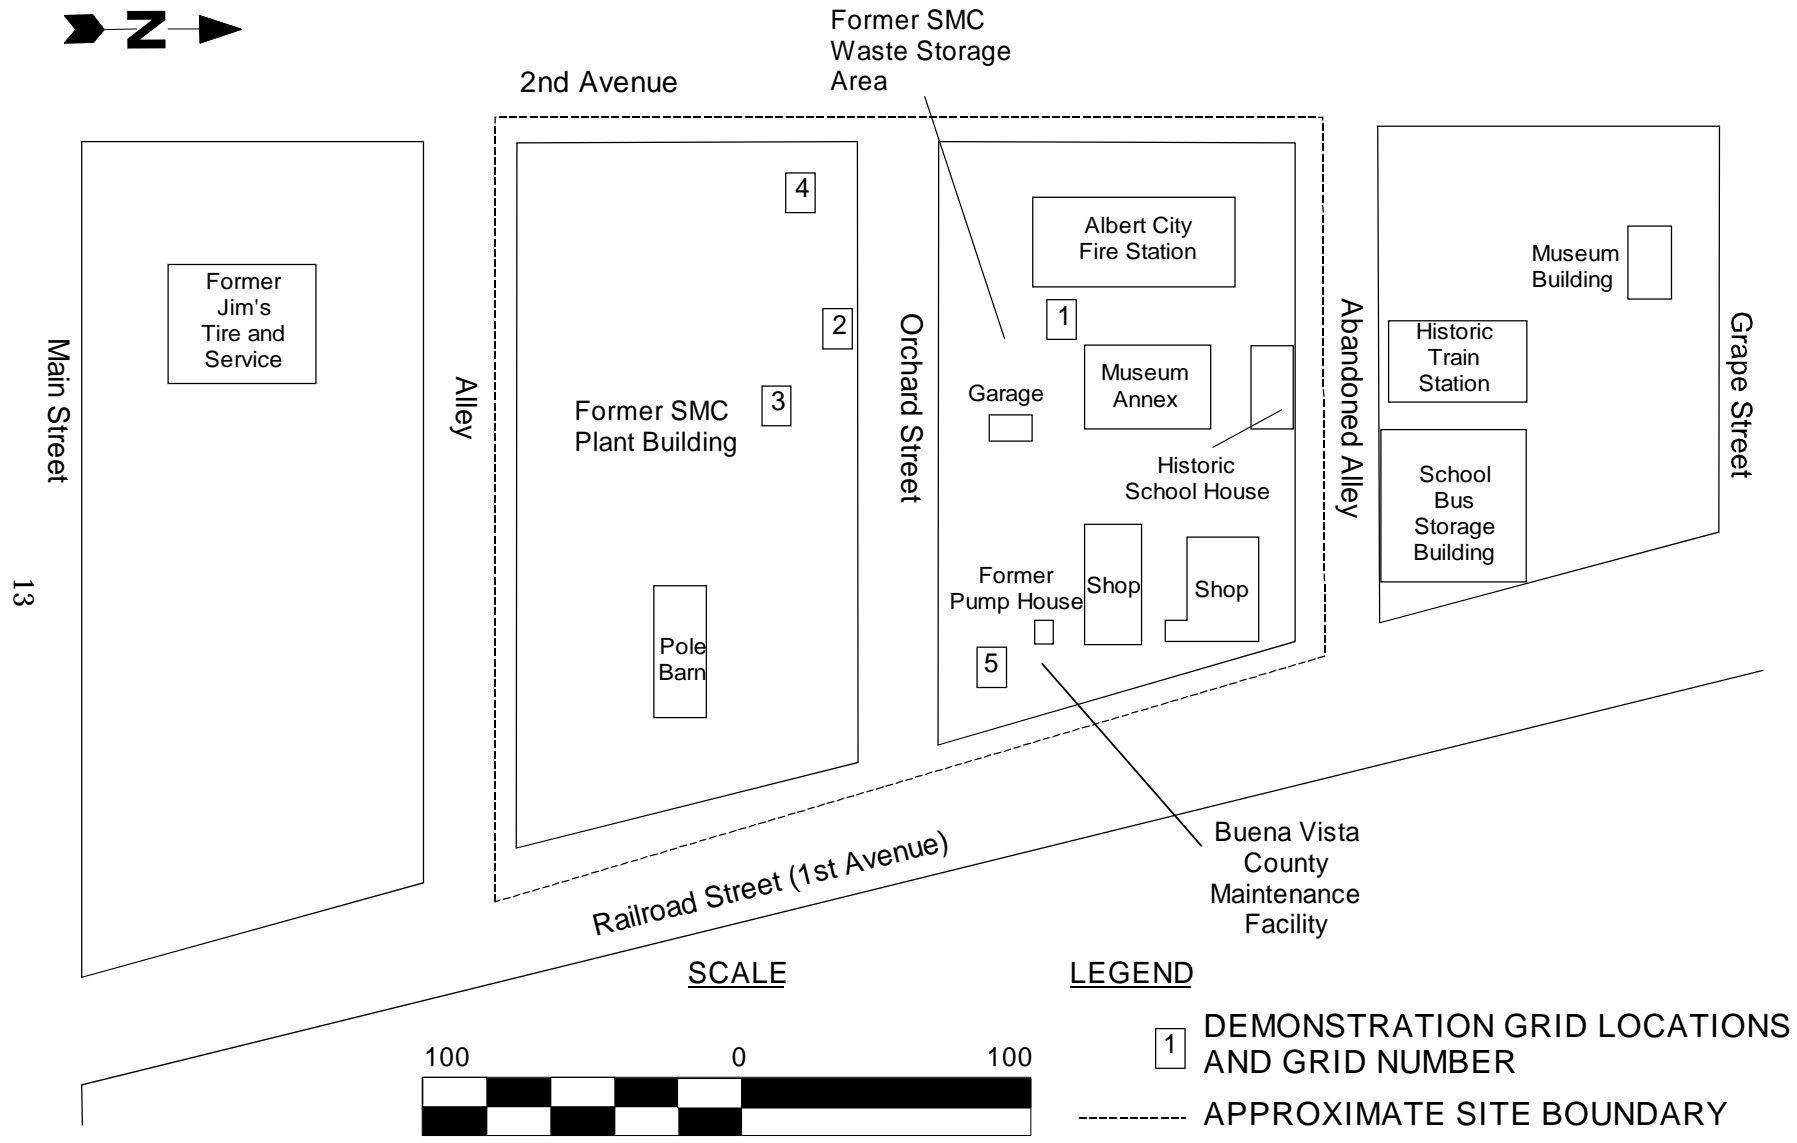 N
2nd Avenue
Former SMC
Waste Storage
Area
4
Albert City
Fire Station
Museum
Building
Former
Jim's
Tire and
Service
2
1
Historic
Train
Station
Main Street
Alley
Orchard Street
Abandoned Alley
Grape Street
3
Former SMC
Plant Building
Garage
Museum
Annex
Historic
School House
School
Bus
Storage
Building
13
Pole
Barn
Former
Pump House
Shop
Shop
5
Railroad Street (1st Avenue)
Buena Vista
County
Maintenance
Facility
SCALE
100
0
100
LEGEND
1
DEMONSTRATION GRID LOCATIONS
AND GRID NUMBER
APPROXIMATE SITE BOUNDARY